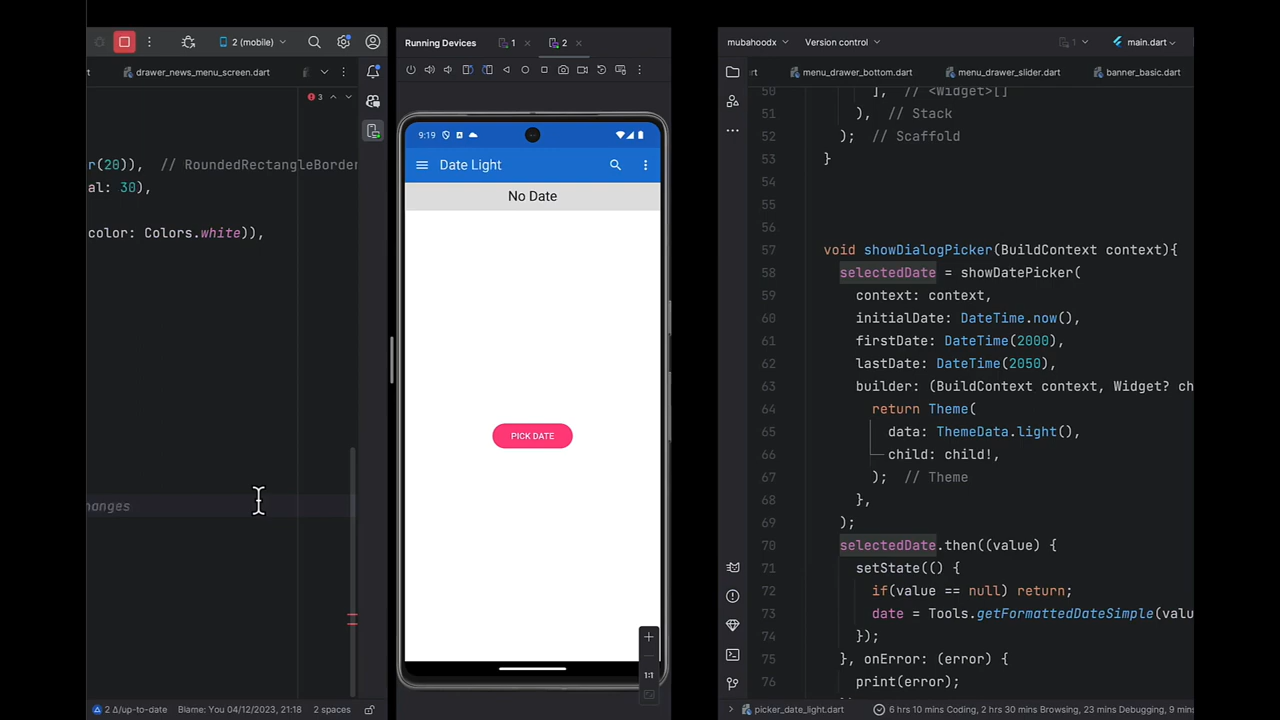 2 (mobile)
drawer_news_menu_screen.dart
3
r(20)),  // RoundedRectangleBorder
al: 30),
color: Colors.white)),
hanges
2 Δ/up-to-date
Blame: You 04/12/2023, 21:18
2 spaces
Running Devices
1
2
9:19
Date Light
No Date
PICK DATE
1:1
mubahoodx
Version control
1
main.dart
rt
menu_drawer_bottom.dart
menu_drawer_slider.dart
banner_basic.dart
50 ], // <Widget>[]
51 ), // Stack
52 ); // Scaffold
53 }
54
55
56
57 void showDialogPicker(BuildContext context){
58 selectedDate = showDatePicker(
59 context: context,
60 initialDate: DateTime.now(),
61 firstDate: DateTime(2000),
62 lastDate: DateTime(2050),
63 builder: (BuildContext context, Widget? ch
64 return Theme(
65 data: ThemeData.light(),
66 child: child!,
67 ); // Theme
68 },
69 );
70 selectedDate.then((value) {
71 setState(() {
72 if(value == null) return;
73 date = Tools.getFormattedDateSimple(valu
74 });
75 }, onError: (error) {
76 print(error);
picker_date_light.dart
6 hrs 10 mins Coding, 2 hrs 30 mins Browsing, 23 mins Debugging, 9 mins